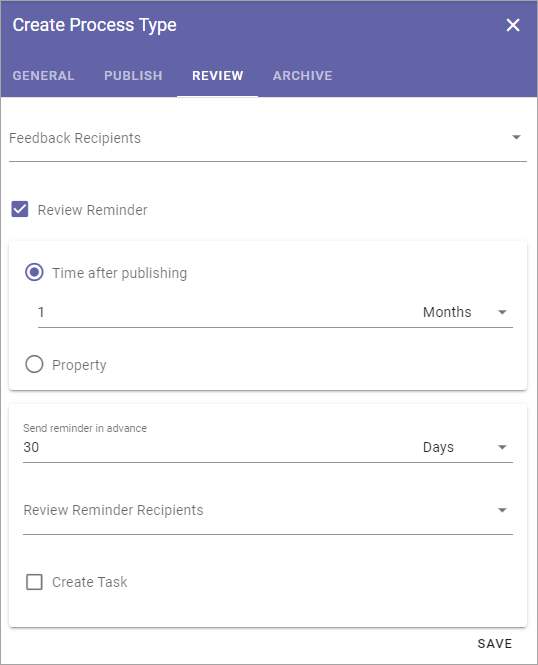 Create Process Type
GENERAL PUBLISH REVIEW ARCHIVE
Feedback Recipients
Review Reminder
Time after publishing
1 Months
Property
Send reminder in advance
30 Days
Review Reminder Recipients
Create Task
SAVE